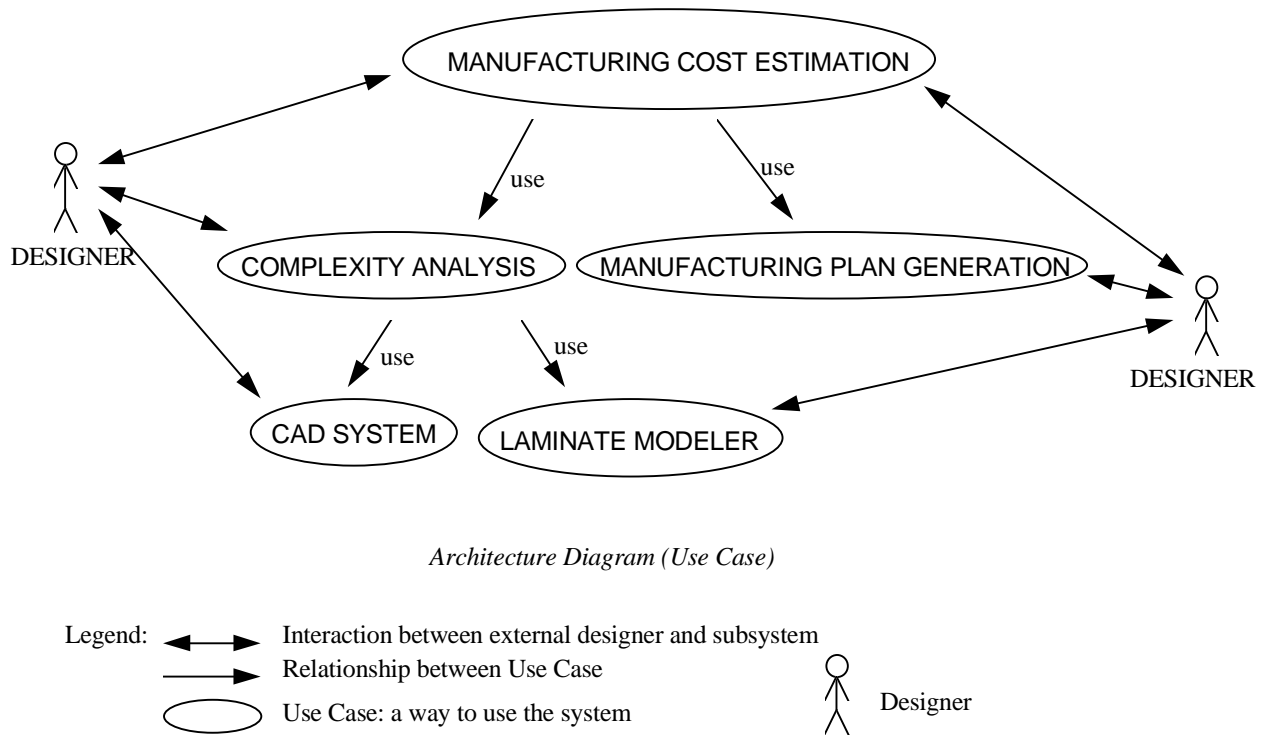 MANUFACTURING COST ESTIMATION
use
use
DESIGNER
COMPLEXITY ANALYSIS
MANUFACTURING PLAN GENERATION
use
use
DESIGNER
CAD SYSTEM
LAMINATE MODELER
Architecture Diagram (Use Case)
Legend:
Interaction between external designer and subsystem
Relationship between Use Case
Use Case: a way to use the system
Designer